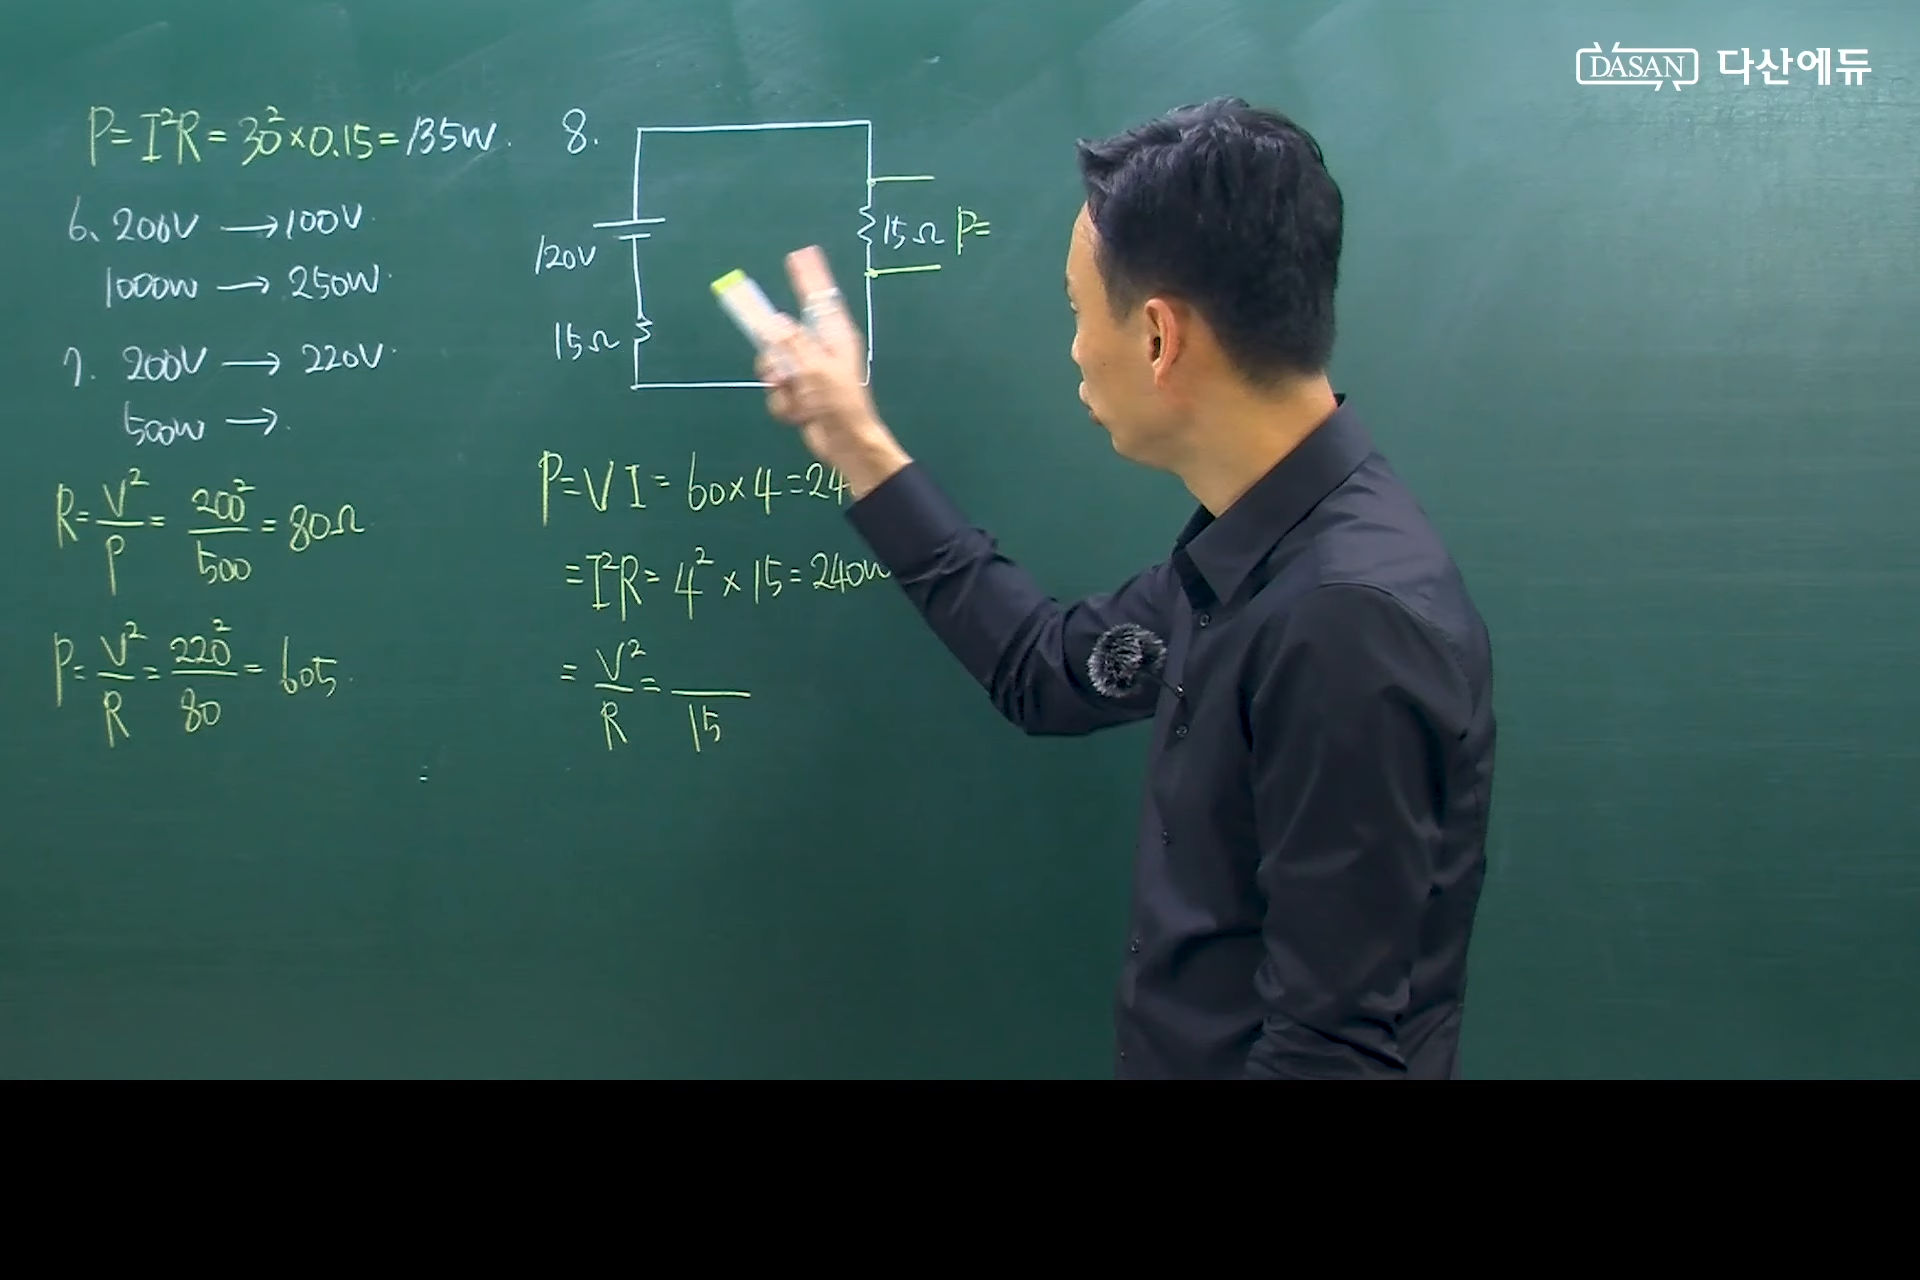 DASAN 다산에듀
P=I²R=30²×0.15=135W.
6. 200V → 100V
1000W → 250W
7. 200V → 220V
500W →
R=V²/P=200²/500=80Ω
P=V²/R=220²/80=605
8.
120V
15Ω
15Ω P=
P=VI=60×4=24
=I²R=4²×15=240W
=V²/R= /15